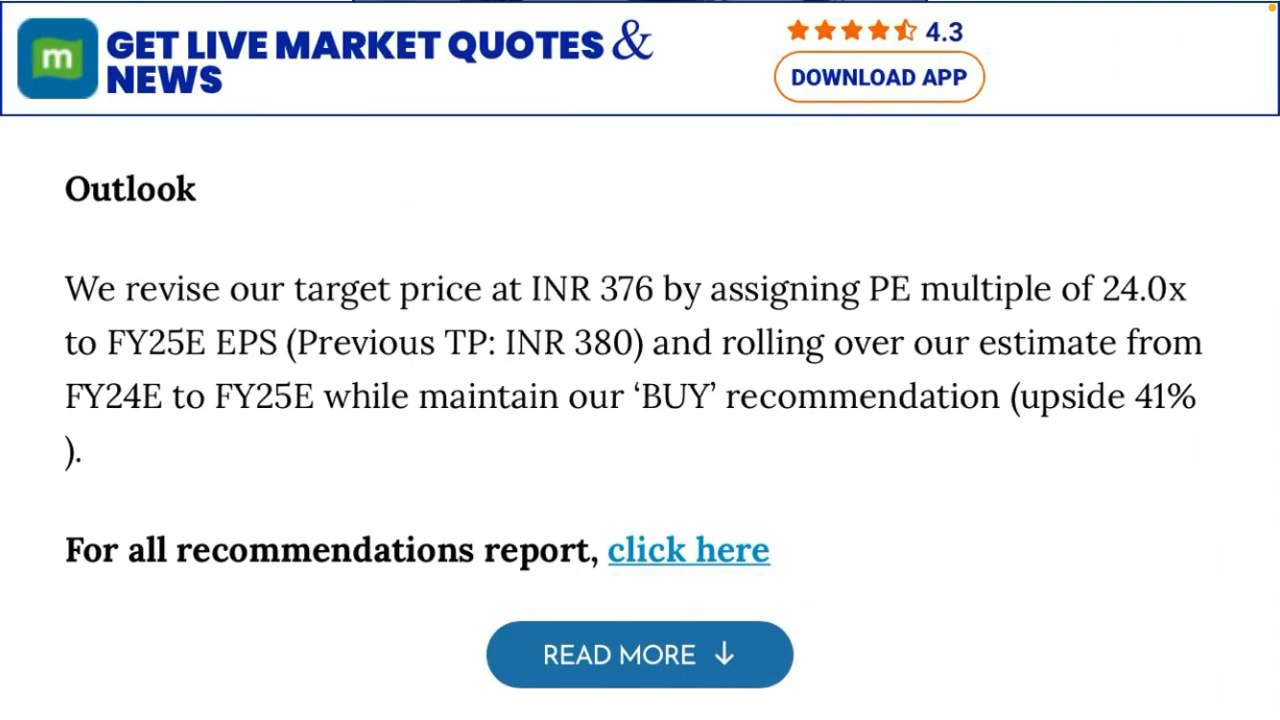 m
GET LIVE MARKET QUOTES &
NEWS
4.3
DOWNLOAD APP
Outlook
We revise our target price at INR 376 by assigning PE multiple of 24.0x
to FY25E EPS (Previous TP: INR 380) and rolling over our estimate from
FY24E to FY25E while maintain our ‘BUY’ recommendation (upside 41%
).
For all recommendations report, click here
READ MORE ↓